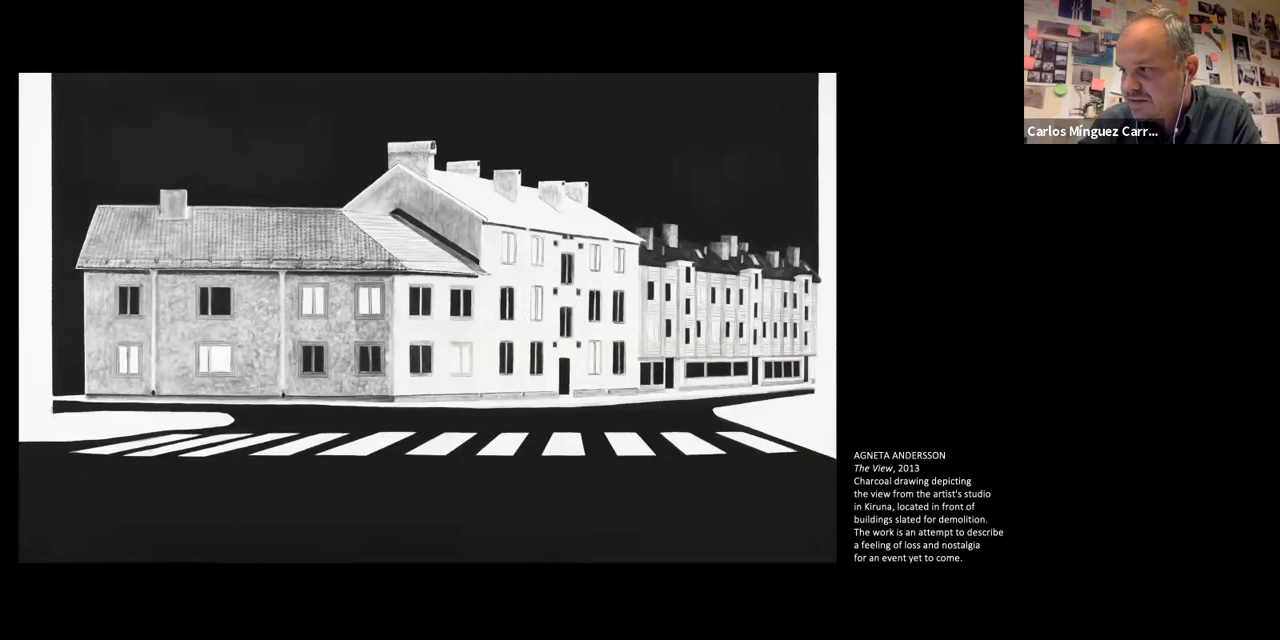 Carlos Mínguez Carr...
AGNETA ANDERSSON
The View, 2013
Charcoal drawing depicting
the view from the artist's studio
in Kiruna, located in front of
buildings slated for demolition.
The work is an attempt to describe
a feeling of loss and nostalgia
for an event yet to come.